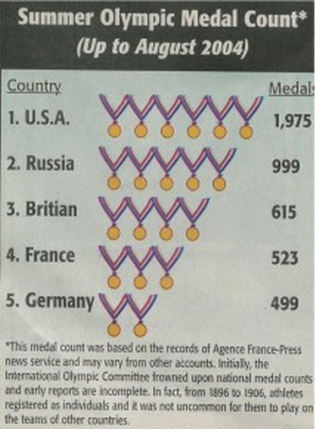 Summer Olympic Medal Count*
(Up to August 2004)
Country Medals
1. U.S.A. 1,975
2. Russia 999
3. Britian 615
4. France 523
5. Germany 499
*This medal count was based on the records of Agence France-Press
news service and may vary from other accounts. Initially, the
International Olympic Committee frowned upon national medal counts
and early reports are incomplete. In fact, from 1896 to 1906, athletes
registered as individuals and it was not uncommon for them to play on
the teams of other countries.